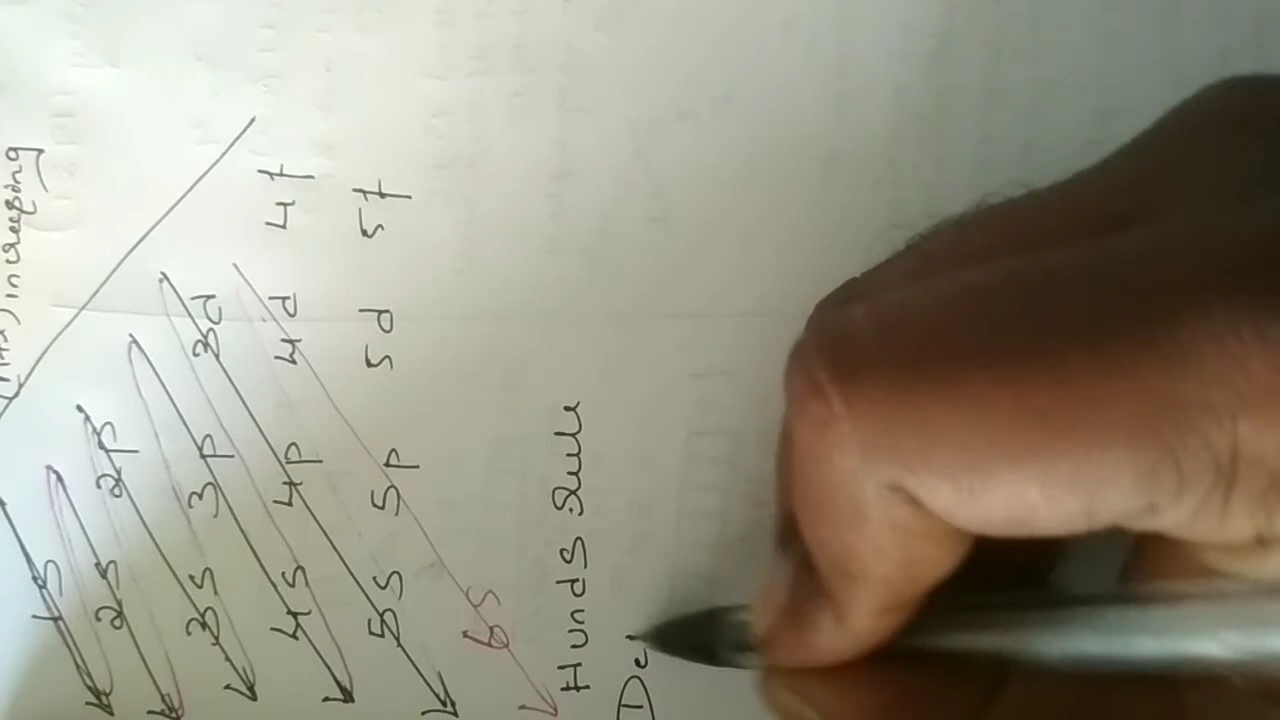 increasing
1s
2s 2p
3s 3p 3d
4s 4p 4d 4f
5s 5p 5d 5f
6s
Hunds rule
De